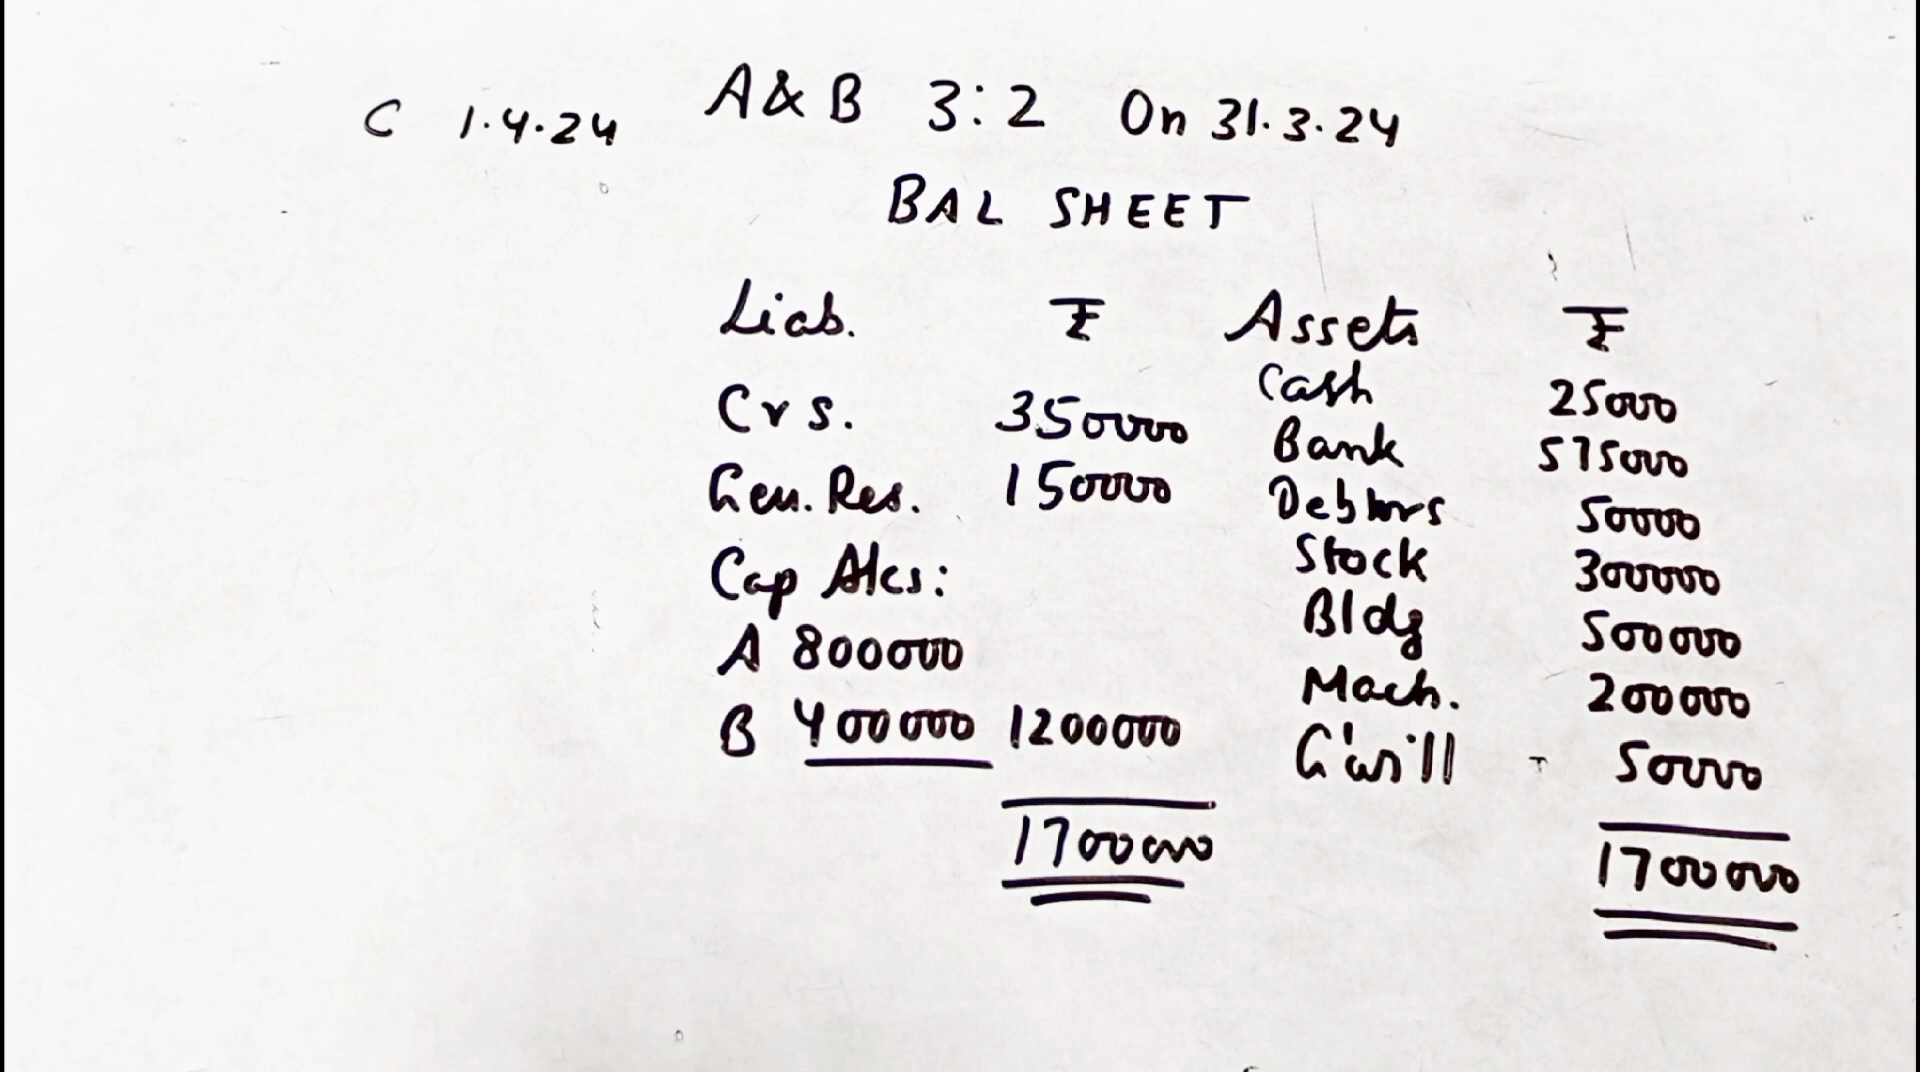 C 1.4.24 A & B 3:2 On 31.3.24
BAL SHEET
Liab. ₹ Assets ₹
Cash 25000
Crs. 350000 Bank 575000
Gen. Res. 150000 Debtors 50000
Cap A/cs: Stock 300000
A 800000 Bldg 500000
B 400000 1200000 Mach. 200000
G'will - 50000
1700000 1700000